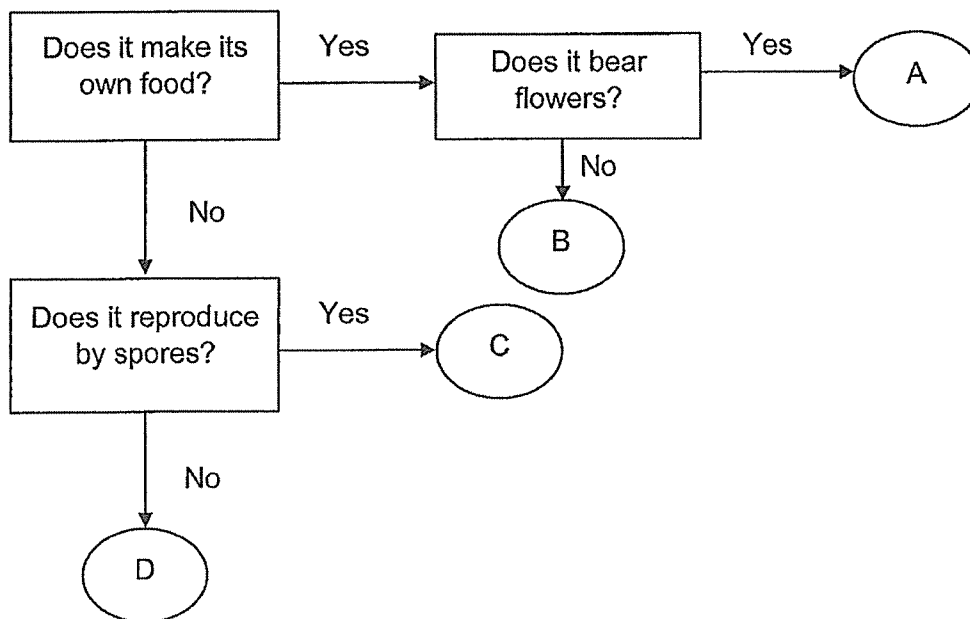 Does it make its
own food?
Yes
Does it bear
flowers?
Yes
A
No
B
No
Does it reproduce
by spores?
Yes
C
No
D